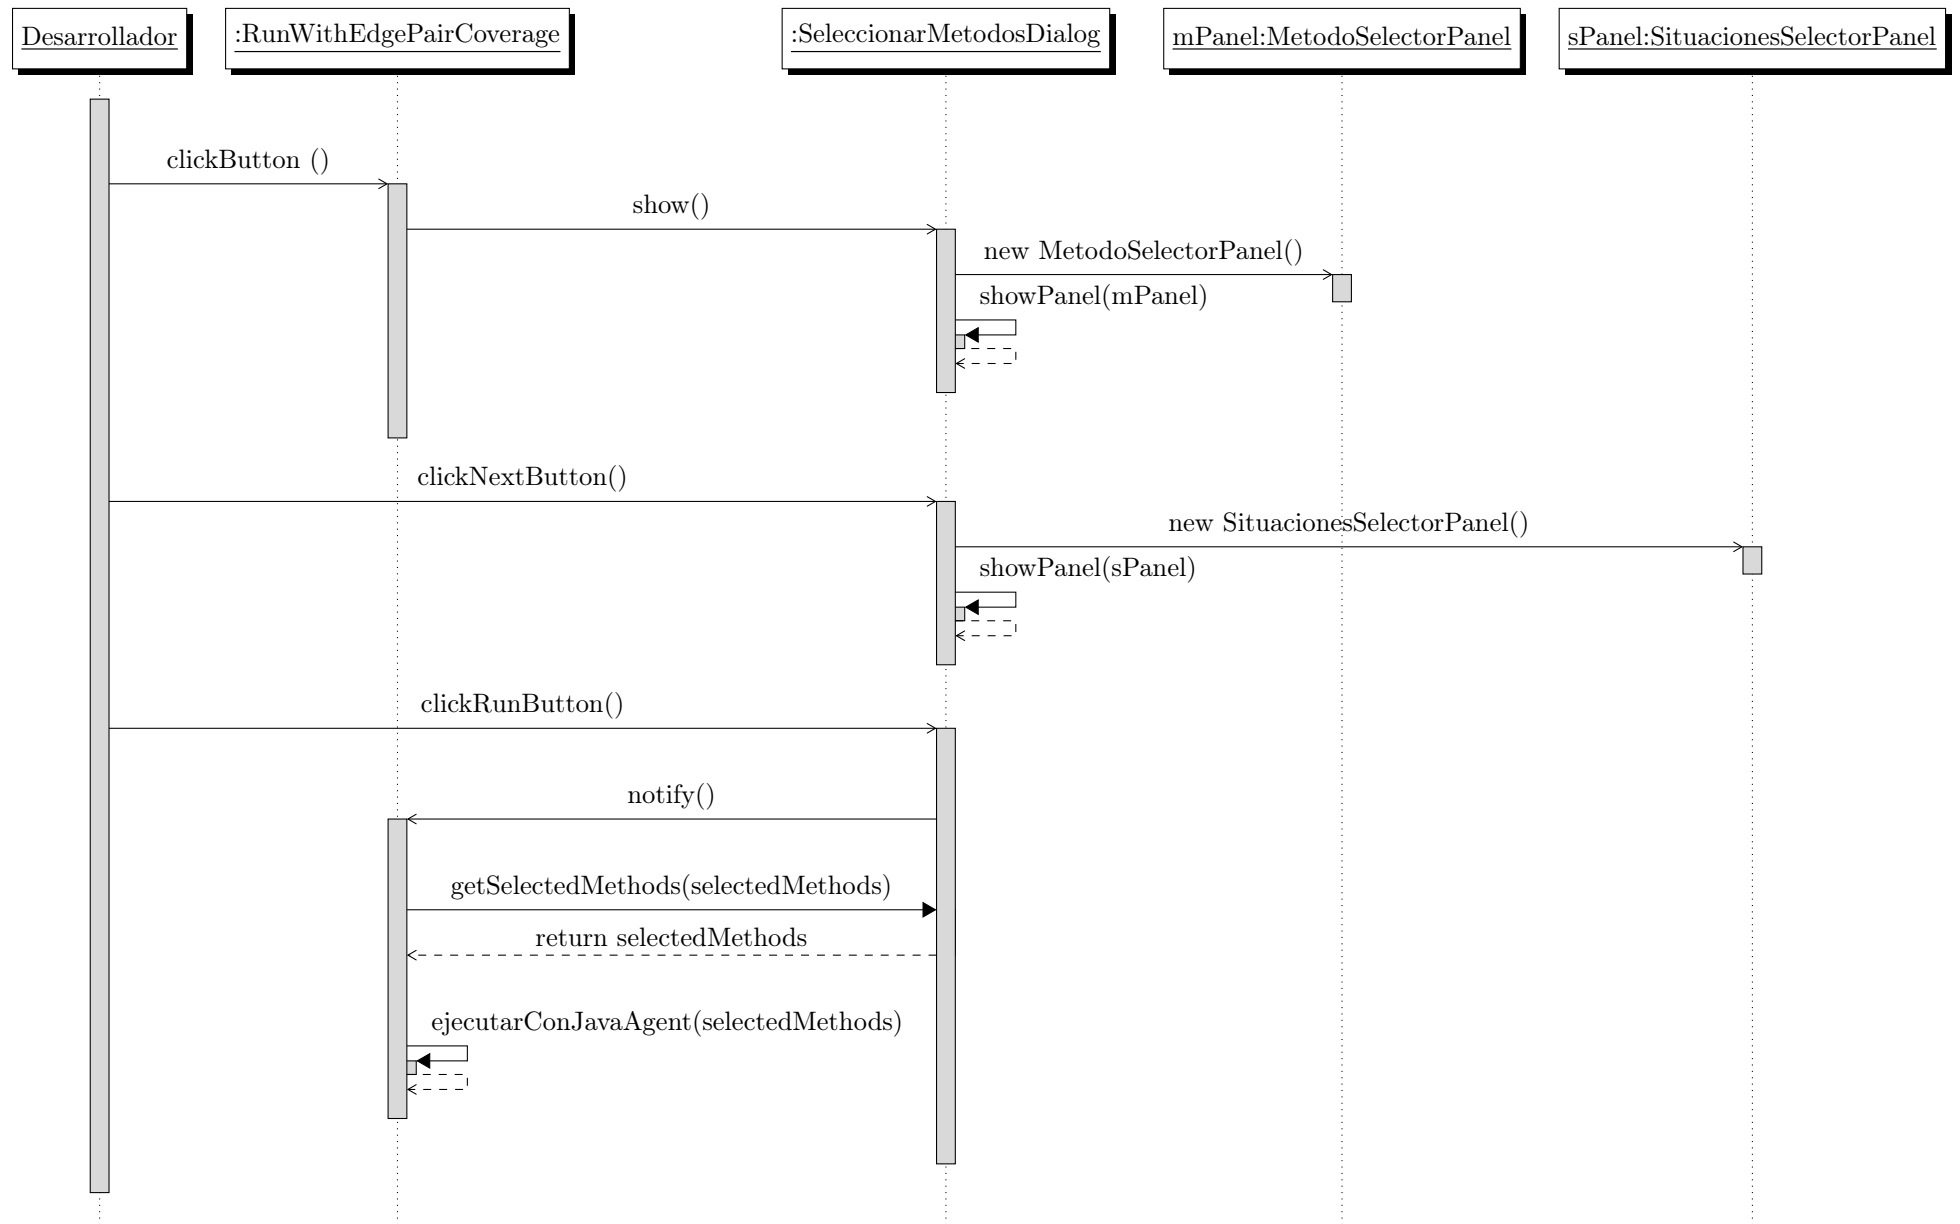 Desarrollador
:RunWithEdgePairCoverage
:SeleccionarMetodosDialog
mPanel:MetodoSelectorPanel
sPanel:SituacionesSelectorPanel
clickButton ()
show()
new MetodoSelectorPanel()
showPanel(mPanel)
clickNextButton()
new SituacionesSelectorPanel()
showPanel(sPanel)
clickRunButton()
notify()
getSelectedMethods(selectedMethods)
return selectedMethods
ejecutarConJavaAgent(selectedMethods)